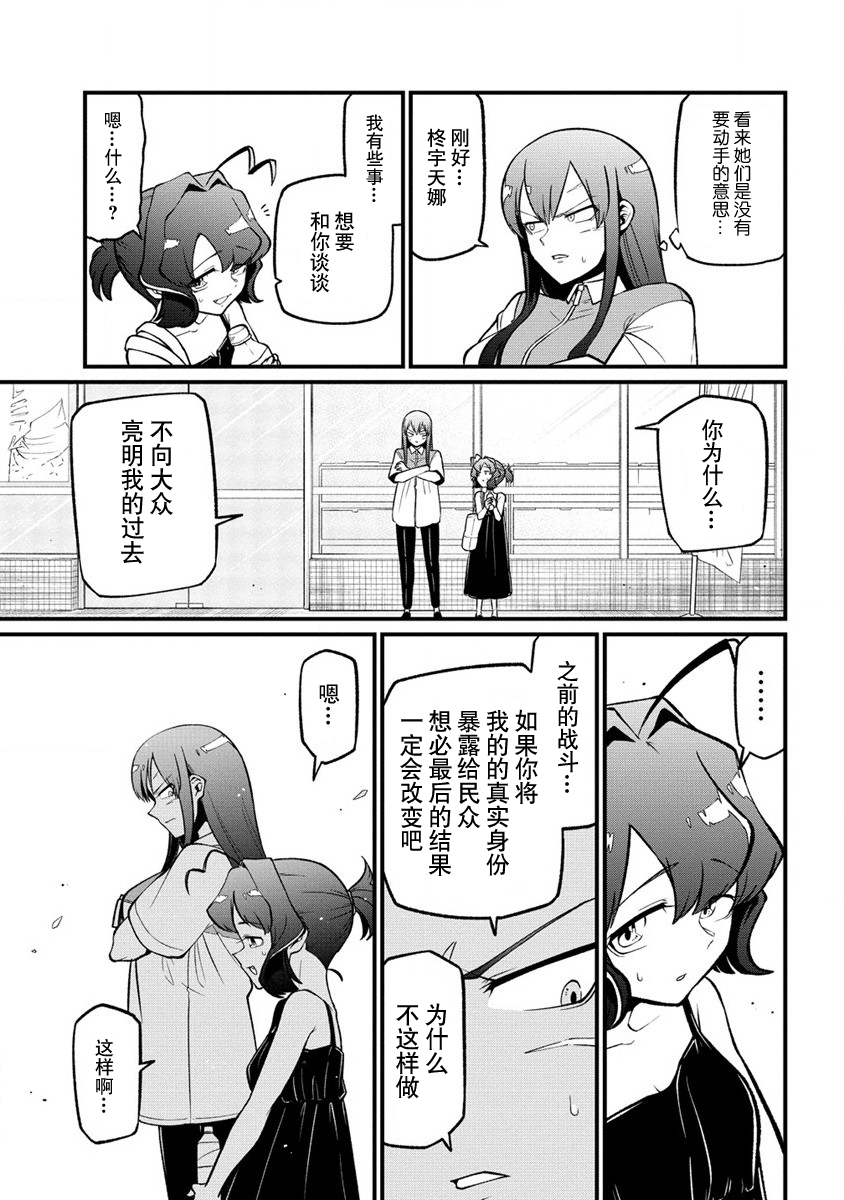 看来她们是没有
要动手的意思…
刚好…
柊宇天娜
我有些事…
想要
和你谈谈
嗯…什么…?
你为什么…
不向大众
亮明我的过去
……
之前的战斗…
如果你将
我的的真实身份
暴露给民众
想必最后的结果
一定会改变吧
为什么
不这样做
嗯…
这样啊…